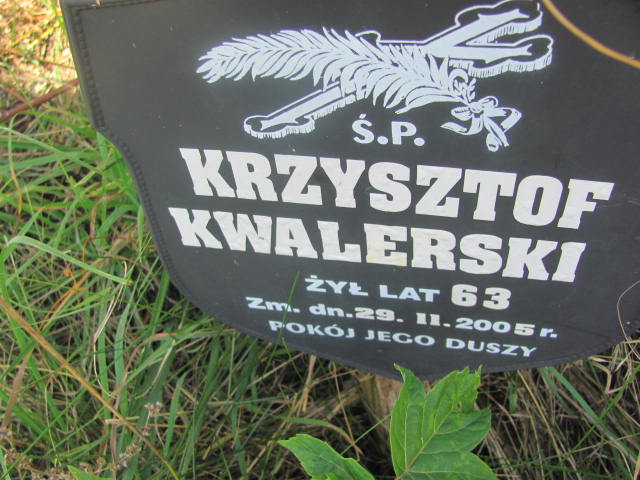 Ś.P.
KRZYSZTOF
KWALERSKI
ŻYŁ LAT 63
Zm. dn. 29. 11. 2005 r.
POKÓJ JEGO DUSZY